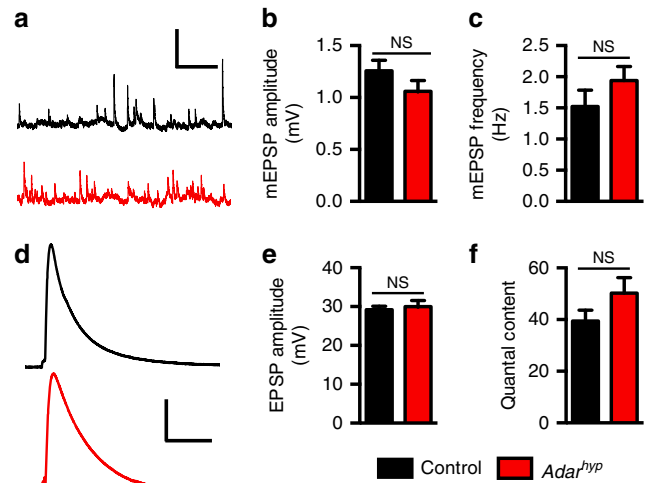 a
b
NS
mEPSP amplitude
(mV)
1.5
1.0
0.5
0.0
c
NS
mEPSP frequency
(Hz)
2.5
2.0
1.5
1.0
0.5
0.0
d
e
NS
EPSP amplitude
(mV)
40
30
20
10
0
f
NS
Quantal content
60
40
20
0
Control
Adar^hyp